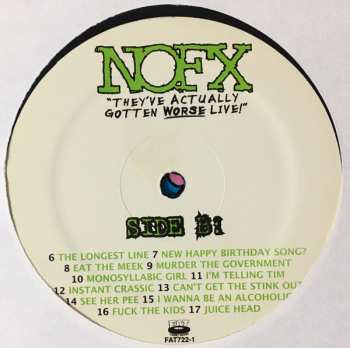 NOFX
"THEY'VE ACTUALLY
GOTTEN WORSE LIVE!"
SIDE B:
6 THE LONGEST LINE 7 NEW HAPPY BIRTHDAY SONG?
8 EAT THE MEEK 9 MURDER THE GOVERNMENT
10 MONOSYLLABIC GIRL 11 I'M TELLING TIM
12 INSTANT CRASSIC 13 CAN'T GET THE STINK OUT
14 SEE HER PEE 15 I WANNA BE AN ALCOHOLIC
16 FUCK THE KIDS 17 JUICE HEAD
FAT
FAT722-1